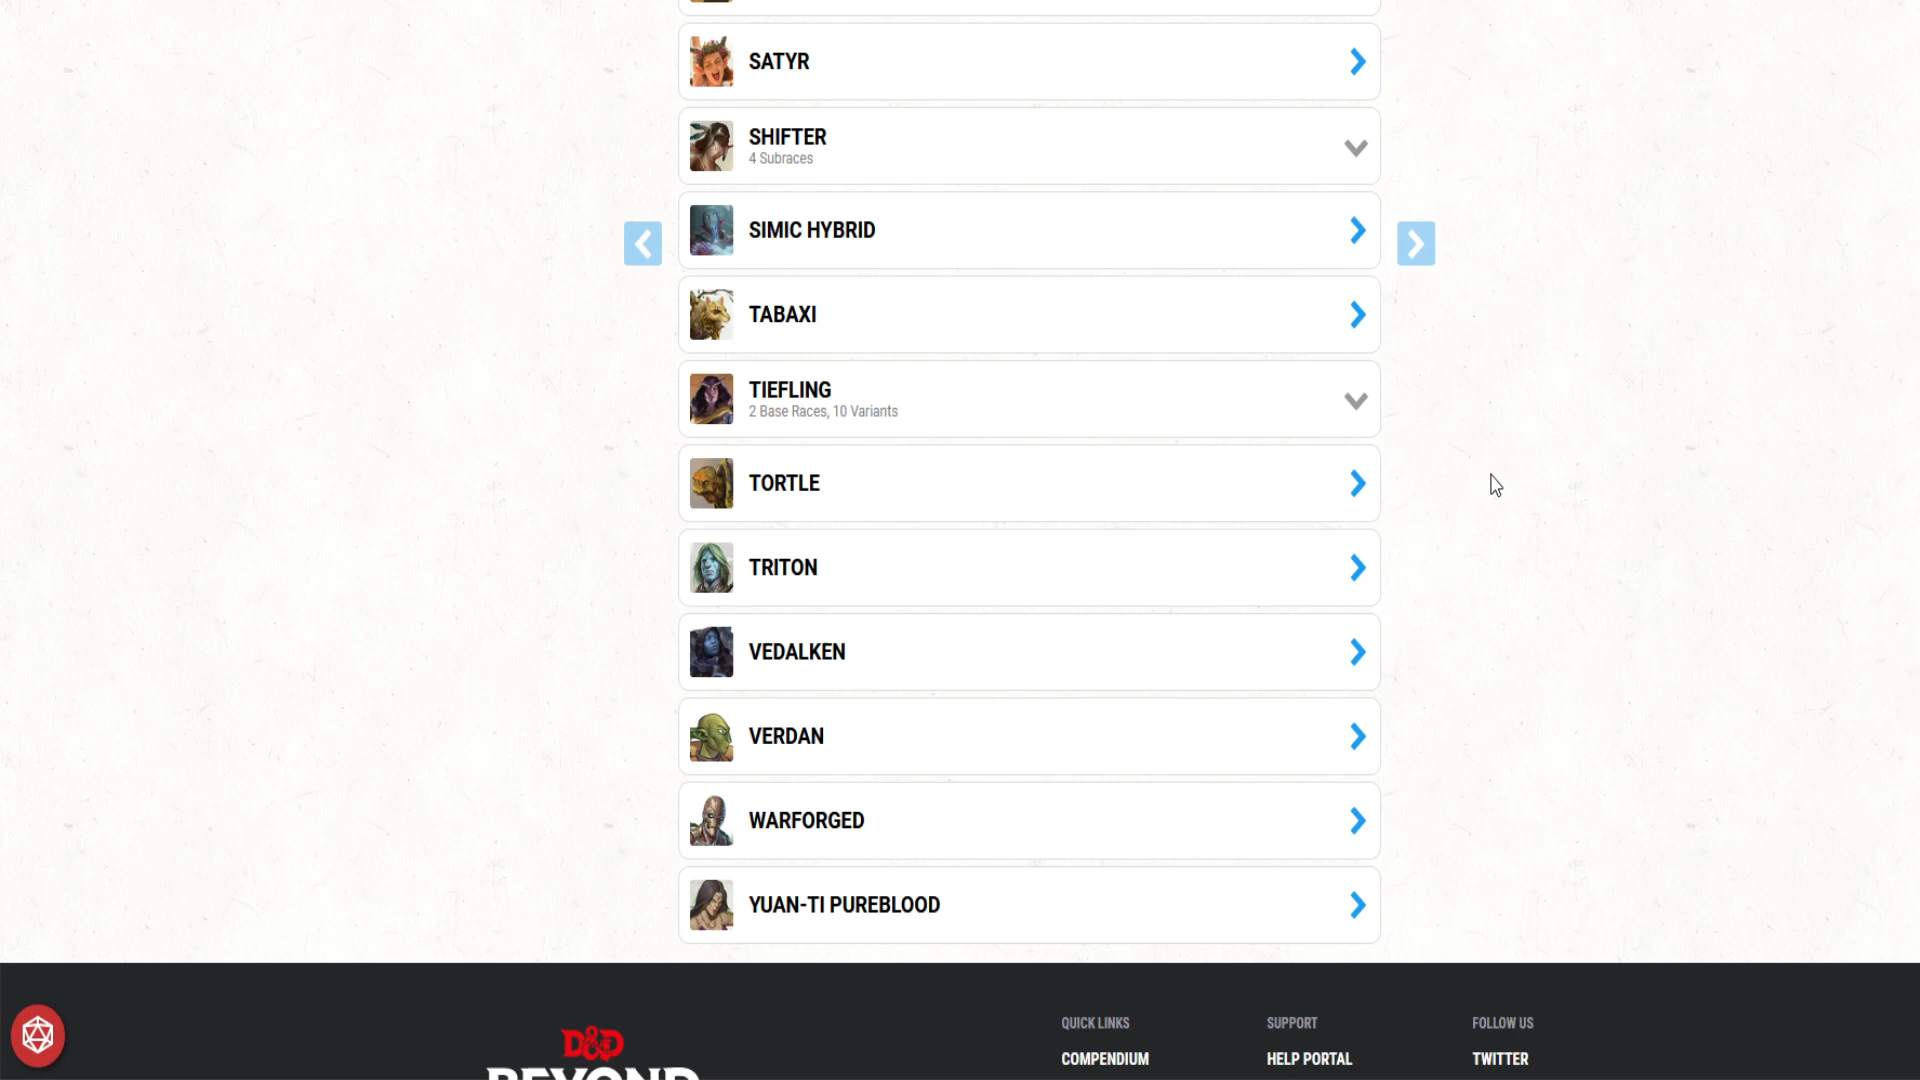 SATYR
SHIFTER
4 Subraces
SIMIC HYBRID
TABAXI
TIEFLING
2 Base Races, 10 Variants
TORTLE
TRITON
VEDALKEN
VERDAN
WARFORGED
YUAN-TI PUREBLOOD
D&D
BEYOND
QUICK LINKS
COMPENDIUM
SUPPORT
HELP PORTAL
FOLLOW US
TWITTER